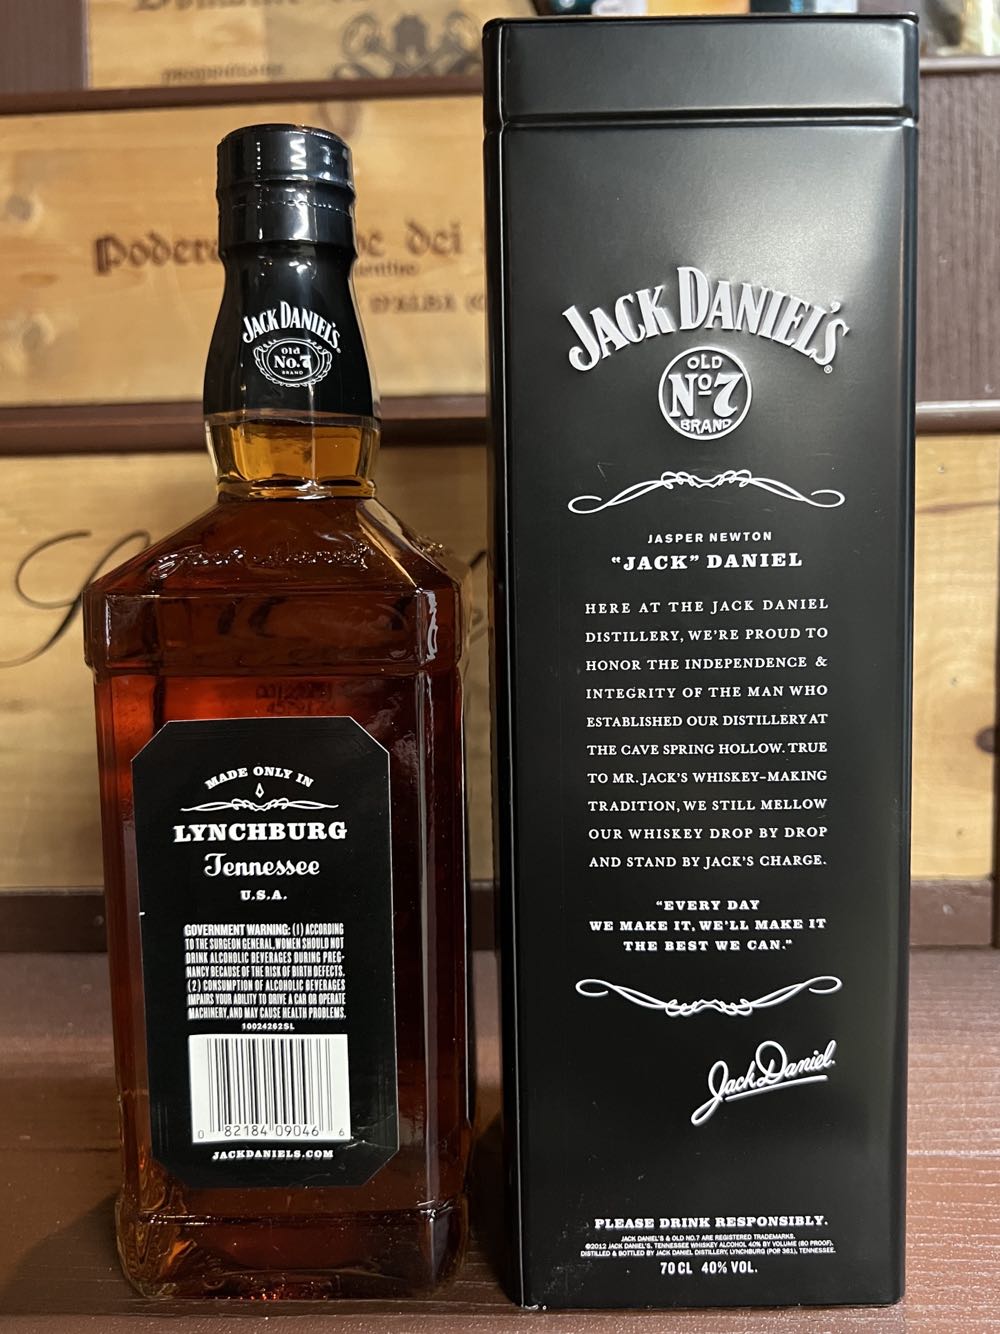 Domaine
PROPRIÉTAIRE
dei
D'ALBA
JACK DANIEL'S
Old
No.7
BRAND
MADE ONLY IN
LYNCHBURG
Tennessee
U.S.A.
GOVERNMENT WARNING: (1) ACCORDING
TO THE SURGEON GENERAL, WOMEN SHOULD NOT
DRINK ALCOHOLIC BEVERAGES DURING PREG-
NANCY BECAUSE OF THE RISK OF BIRTH DEFECTS.
(2) CONSUMPTION OF ALCOHOLIC BEVERAGES
IMPAIRS YOUR ABILITY TO DRIVE A CAR OR OPERATE
MACHINERY, AND MAY CAUSE HEALTH PROBLEMS.
10024262SL
0 82184 09046 6
JACKDANIELS.COM
JACK DANIEL'S®
OLD
Nº7
BRAND
JASPER NEWTON
"JACK" DANIEL
HERE AT THE JACK DANIEL
DISTILLERY, WE'RE PROUD TO
HONOR THE INDEPENDENCE &
INTEGRITY OF THE MAN WHO
ESTABLISHED OUR DISTILLERY AT
THE CAVE SPRING HOLLOW. TRUE
TO MR. JACK'S WHISKEY-MAKING
TRADITION, WE STILL MELLOW
OUR WHISKEY DROP BY DROP
AND STAND BY JACK'S CHARGE.
"EVERY DAY
WE MAKE IT, WE'LL MAKE IT
THE BEST WE CAN."
Jack Daniel
PLEASE DRINK RESPONSIBLY.
JACK DANIEL'S & OLD NO.7 ARE REGISTERED TRADEMARKS.
©2012 JACK DANIEL'S. TENNESSEE WHISKEY ALCOHOL 40% BY VOLUME (80 PROOF).
DISTILLED & BOTTLED BY JACK DANIEL DISTILLERY, LYNCHBURG (POP 361), TENNESSEE.
70 CL 40% VOL.